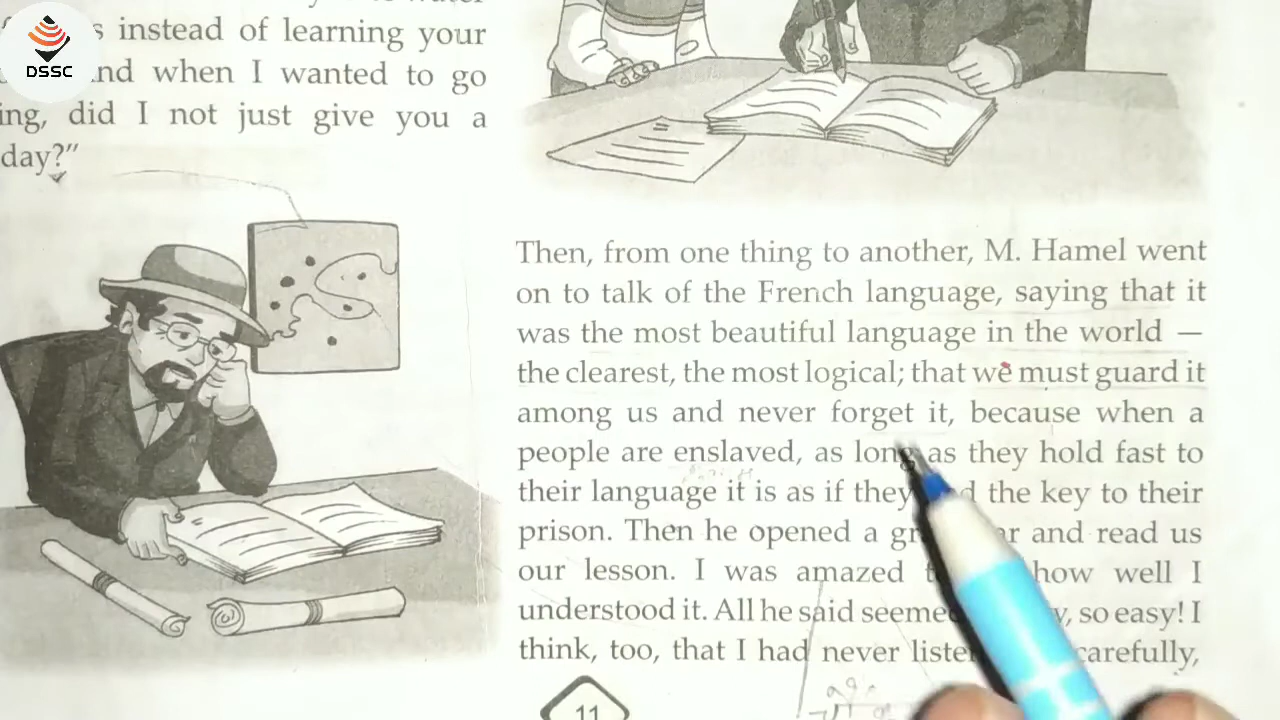 DSSC
s instead of learning your
nd when I wanted to go
ing, did I not just give you a
day?”
Then, from one thing to another, M. Hamel went
on to talk of the French language, saying that it
was the most beautiful language in the world —
the clearest, the most logical; that we must guard it
among us and never forget it, because when a
people are enslaved, as long as they hold fast to
their language it is as if they the key to their
prison. Then he opened a and read us
our lesson. I was amazed how well I
understood it. All he said seemed so easy! I
think, too, that I had never carefully,
11